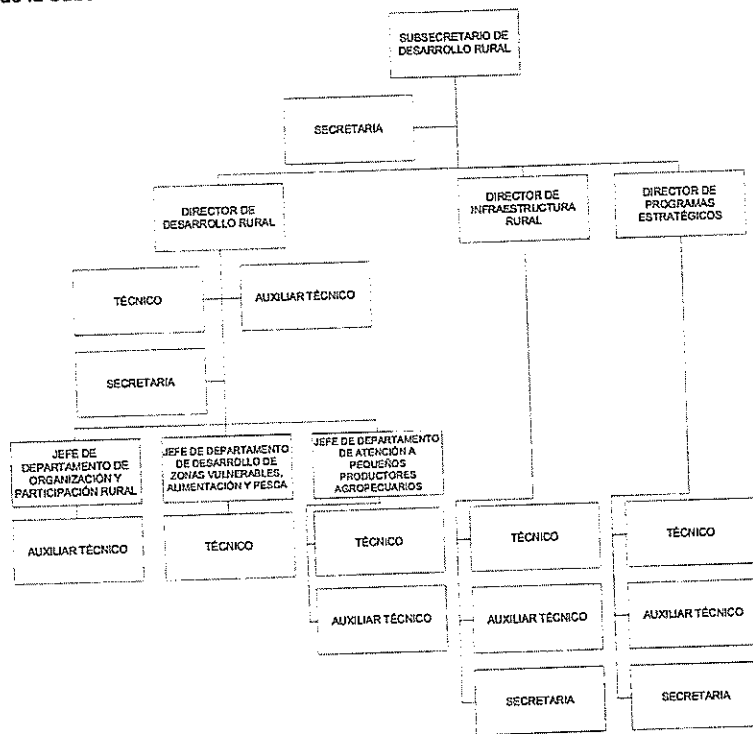 SUBSECRETARIO DE
DESARROLLO RURAL
SECRETARIA
DIRECTOR DE
DESARROLLO RURAL
DIRECTOR DE
INFRAESTRUCTURA
RURAL
DIRECTOR DE
PROGRAMAS
ESTRATÉGICOS
TÉCNICO
AUXILIAR TÉCNICO
SECRETARIA
JEFE DE
DEPARTAMENTO DE
ORGANIZACIÓN Y
PARTICIPACIÓN RURAL
JEFE DE DEPARTAMENTO
DE DESARROLLO DE
ZONAS VULNERABLES,
ALIMENTACIÓN Y PESCA
JEFE DE DEPARTAMENTO
DE ATENCIÓN A
PEQUEÑOS
PRODUCTORES
AGROPECUARIOS
AUXILIAR TÉCNICO
TÉCNICO
TÉCNICO
TÉCNICO
TÉCNICO
AUXILIAR TÉCNICO
AUXILIAR TÉCNICO
AUXILIAR TÉCNICO
SECRETARIA
SECRETARIA